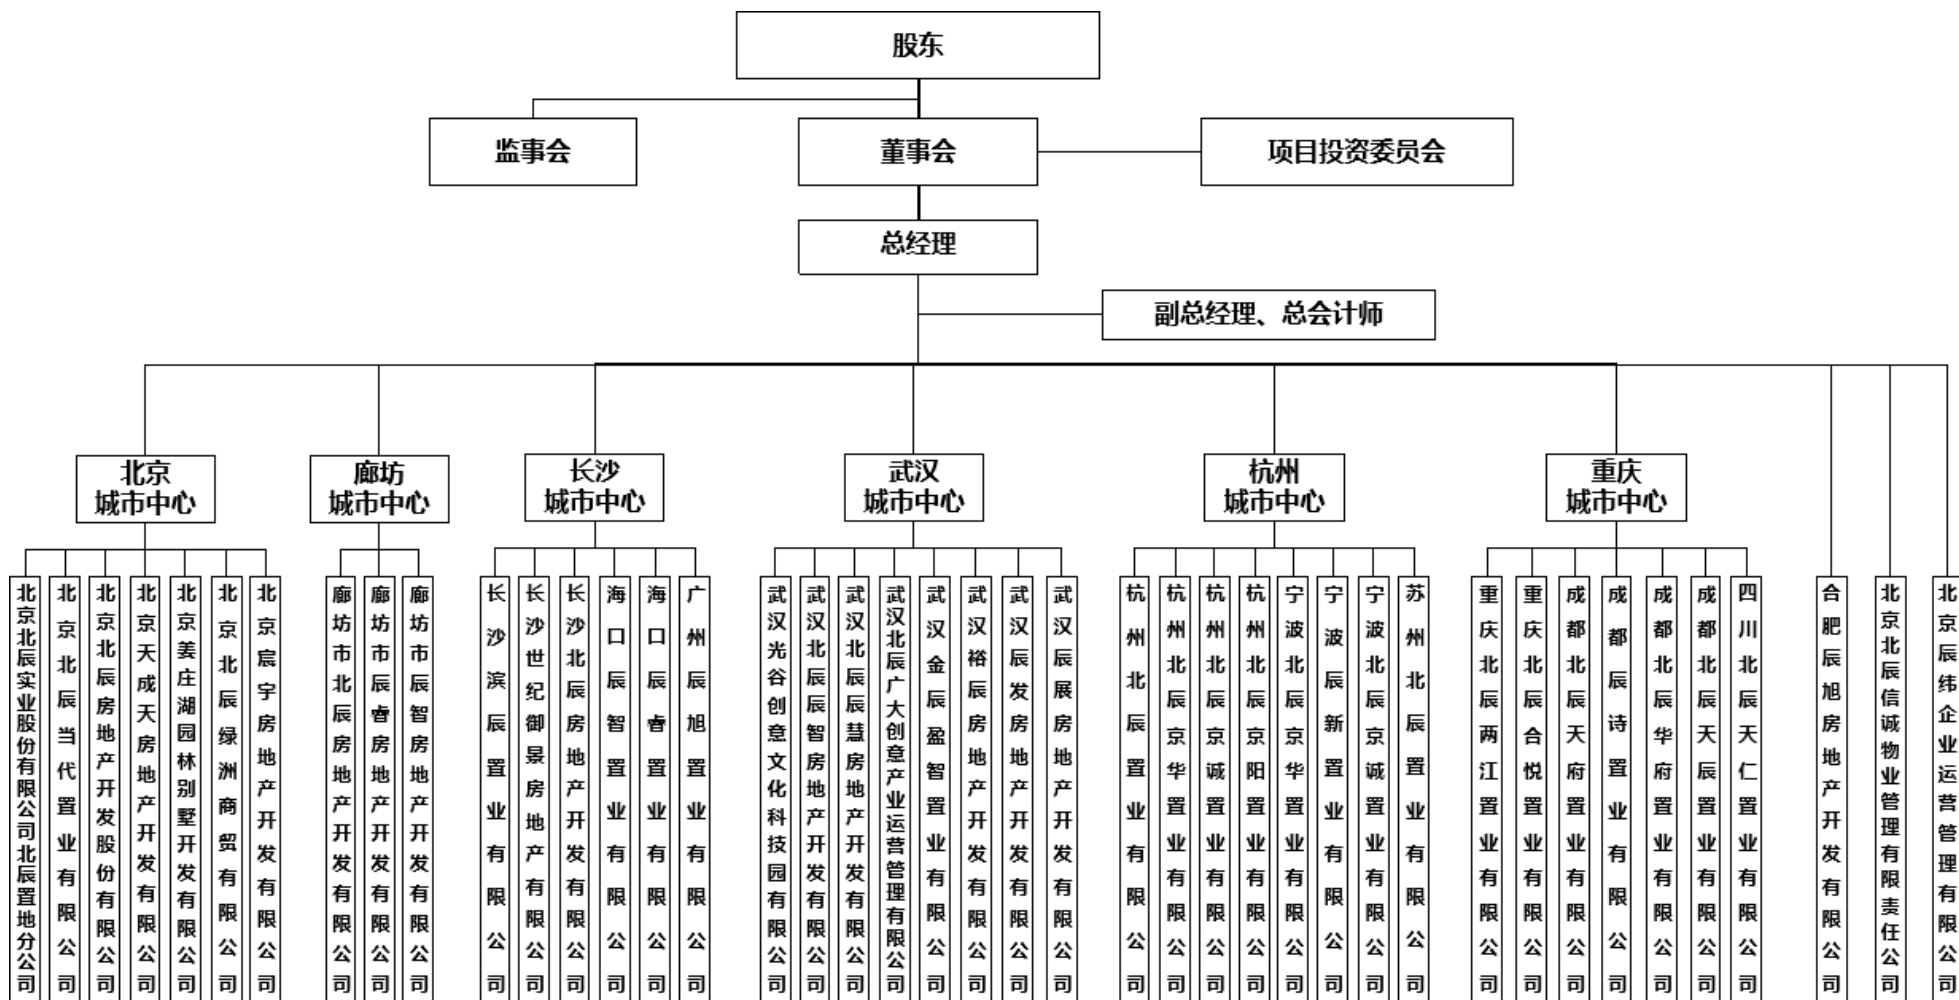 股东
监事会
董事会
项目投资委员会
总经理
副总经理、总会计师
北京
城市中心
廊坊
城市中心
长沙
城市中心
武汉
城市中心
杭州
城市中心
重庆
城市中心
北京北辰实业股份有限公司北辰置地分公司
北京北辰当代置业有限公司
北京北辰房地产开发股份有限公司
北京天成天房地产开发有限公司
北京姜庄湖园林别墅开发有限公司
北京北辰绿洲商贸有限公司
北京宸宇房地产开发有限公司
廊坊市北辰房地产开发有限公司
廊坊市辰睿房地产开发有限公司
廊坊市辰智房地产开发有限公司
长沙滨辰置业有限公司
长沙世纪御景房地产有限公司
长沙北辰房地产开发有限公司
海口辰智置业有限公司
海口辰睿置业有限公司
广州辰旭置业有限公司
武汉光谷创意文化科技园有限公司
武汉北辰辰智房地产开发有限公司
武汉北辰辰慧房地产开发有限公司
武汉北辰广大创意产业运营管理有限公司
武汉金辰盈智置业有限公司
武汉裕辰房地产开发有限公司
武汉辰发房地产开发有限公司
武汉辰展房地产开发有限公司
杭州北辰置业有限公司
杭州北辰京华置业有限公司
杭州北辰京诚置业有限公司
杭州北辰京阳置业有限公司
宁波北辰京华置业有限公司
宁波辰新置业有限公司
宁波北辰京诚置业有限公司
苏州北辰置业有限公司
重庆北辰两江置业有限公司
重庆北辰合悦置业有限公司
成都北辰天府置业有限公司
成都辰诗置业有限公司
成都北辰华府置业有限公司
成都北辰天辰置业有限公司
四川北辰天仁置业有限公司
合肥辰旭房地产开发有限公司
北京北辰信诚物业管理有限责任公司
北京辰纬企业运营管理有限公司